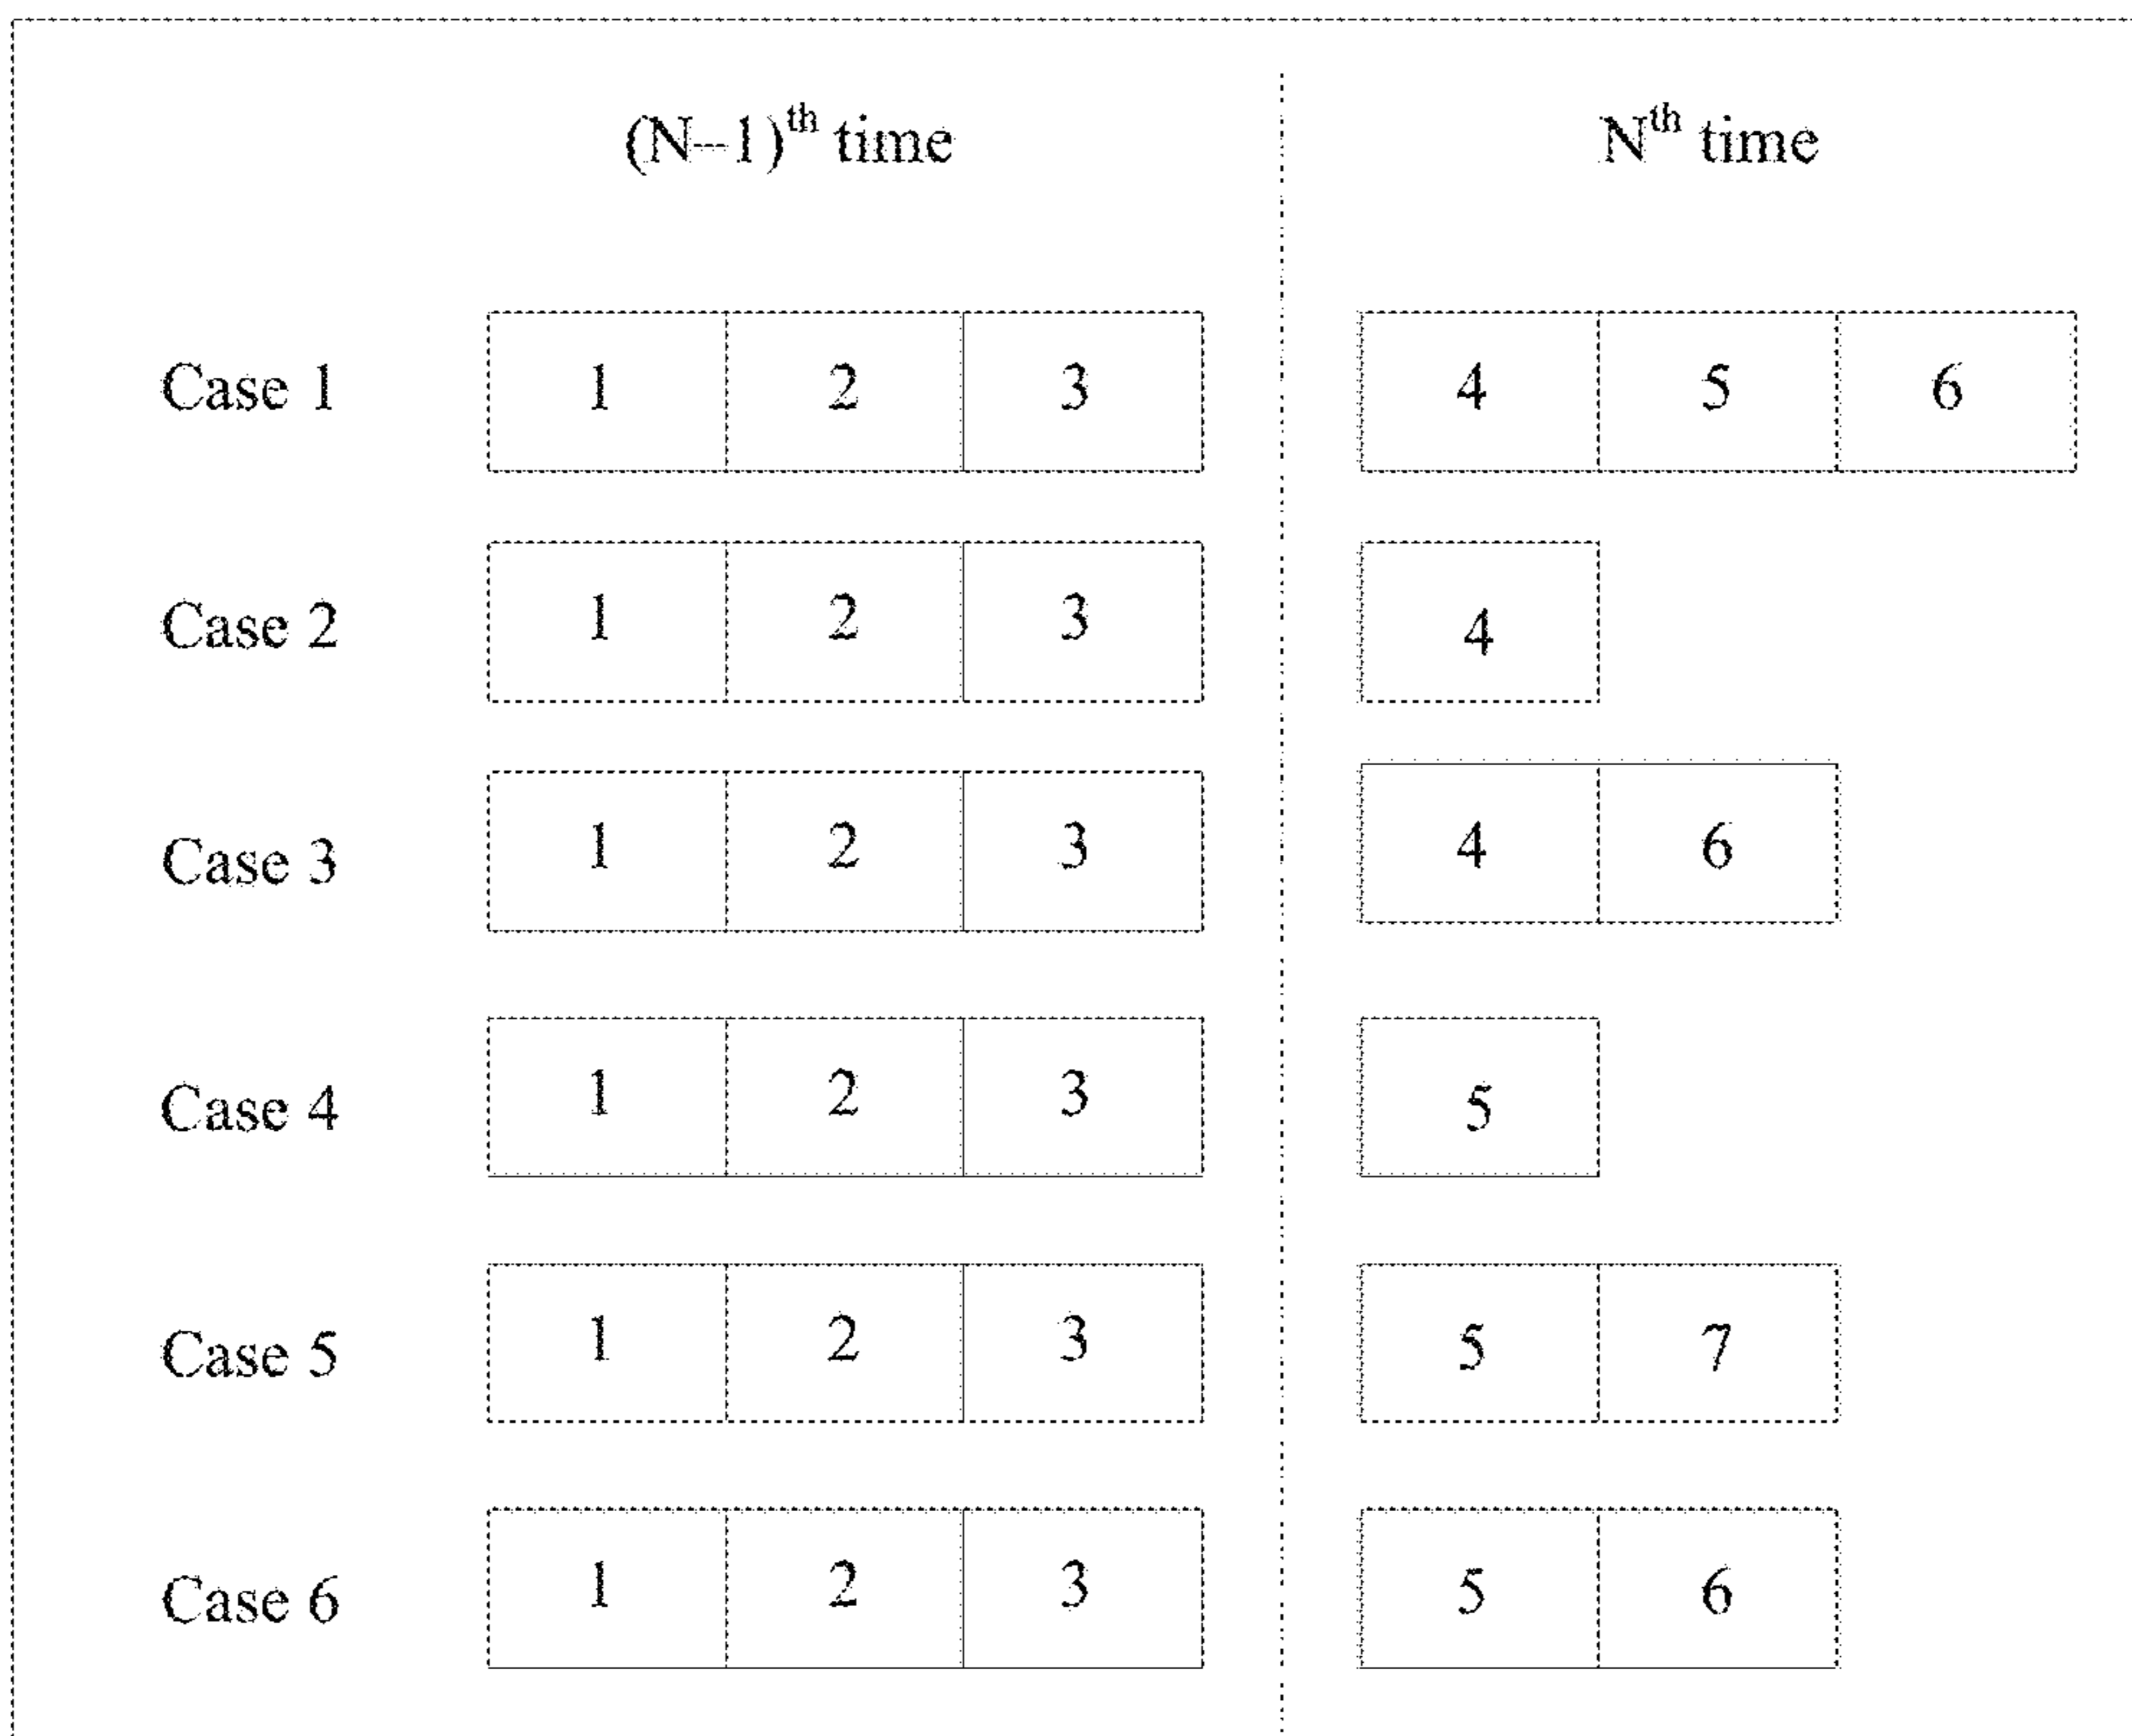 (N–1)th time Nth time
Case 1 1 2 3 4 5 6
Case 2 1 2 3 4
Case 3 1 2 3 4 6
Case 4 1 2 3 5
Case 5 1 2 3 5 7
Case 6 1 2 3 5 6